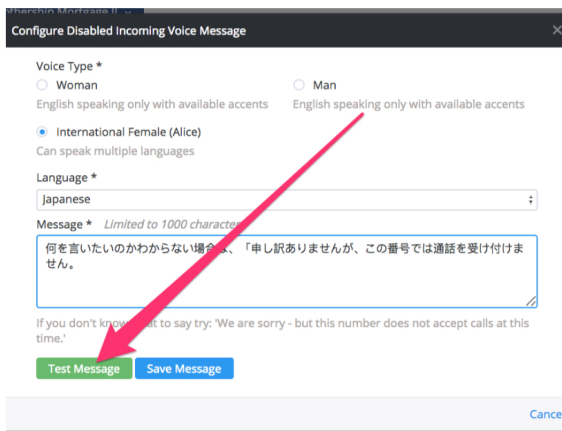 Mortgage
Configure Disabled Incoming Voice Message
Voice Type *
Woman
Man
English speaking only with available accents
English speaking only with available accents
International Female (Alice)
Can speak multiple languages
Language *
Japanese
Message * Limited to 1000 character
何を言いたいのかわからない場合は、「申し訳ありませんが、この番号では通話を受け付けま
せん。
If you don't know at to say try: 'We are sorry - but this number does not accept calls at this
time.'
Test Message
Save Message
Cance